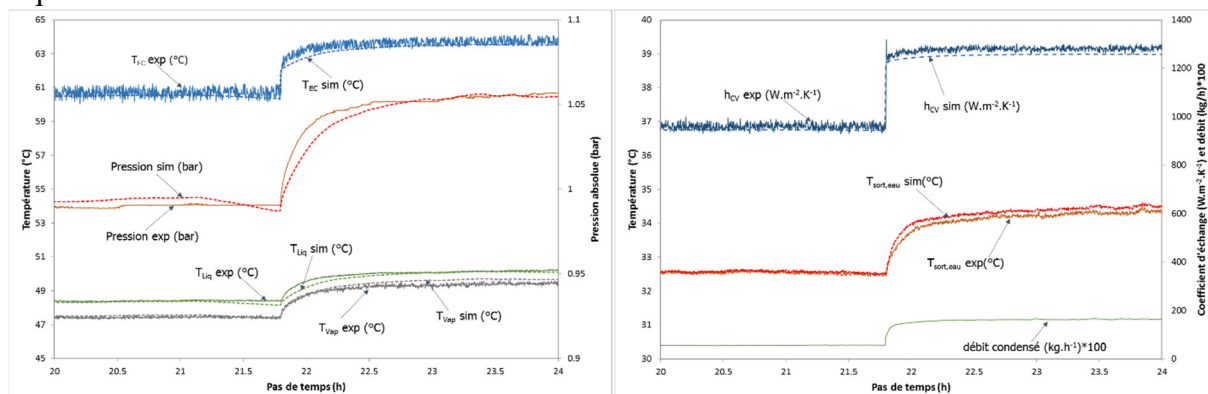 65
63
61
59
57
55
53
51
49
47
45
Température (°C)
1.1
1.05
1
0.95
0.9
Pression absolue (bar)
20
20.5
21
21.5
22
22.5
23
23.5
24
Pas de temps (h)
T exp (°C)
T_EC sim (°C)
Pression sim (bar)
Pression exp (bar)
T_Liq sim (°C)
T_Liq exp (°C)
T_Vap exp (°C)
T_Vap sim (°C)
40
39
38
37
36
35
34
33
32
31
30
Température (°C)
1400
1200
1000
800
600
400
200
0
Coefficient d'échange (W.m⁻².K⁻¹) et débit (kg/h)*100
20
20.5
21
21.5
22
22.5
23
23.5
24
Pas de temps (h)
h_CV exp (W.m⁻².K⁻¹)
h_CV sim (W.m⁻².K⁻¹)
T_sort,eau sim(°C)
T_sort,eau exp(°C)
débit condensé (kg.h⁻¹)*100